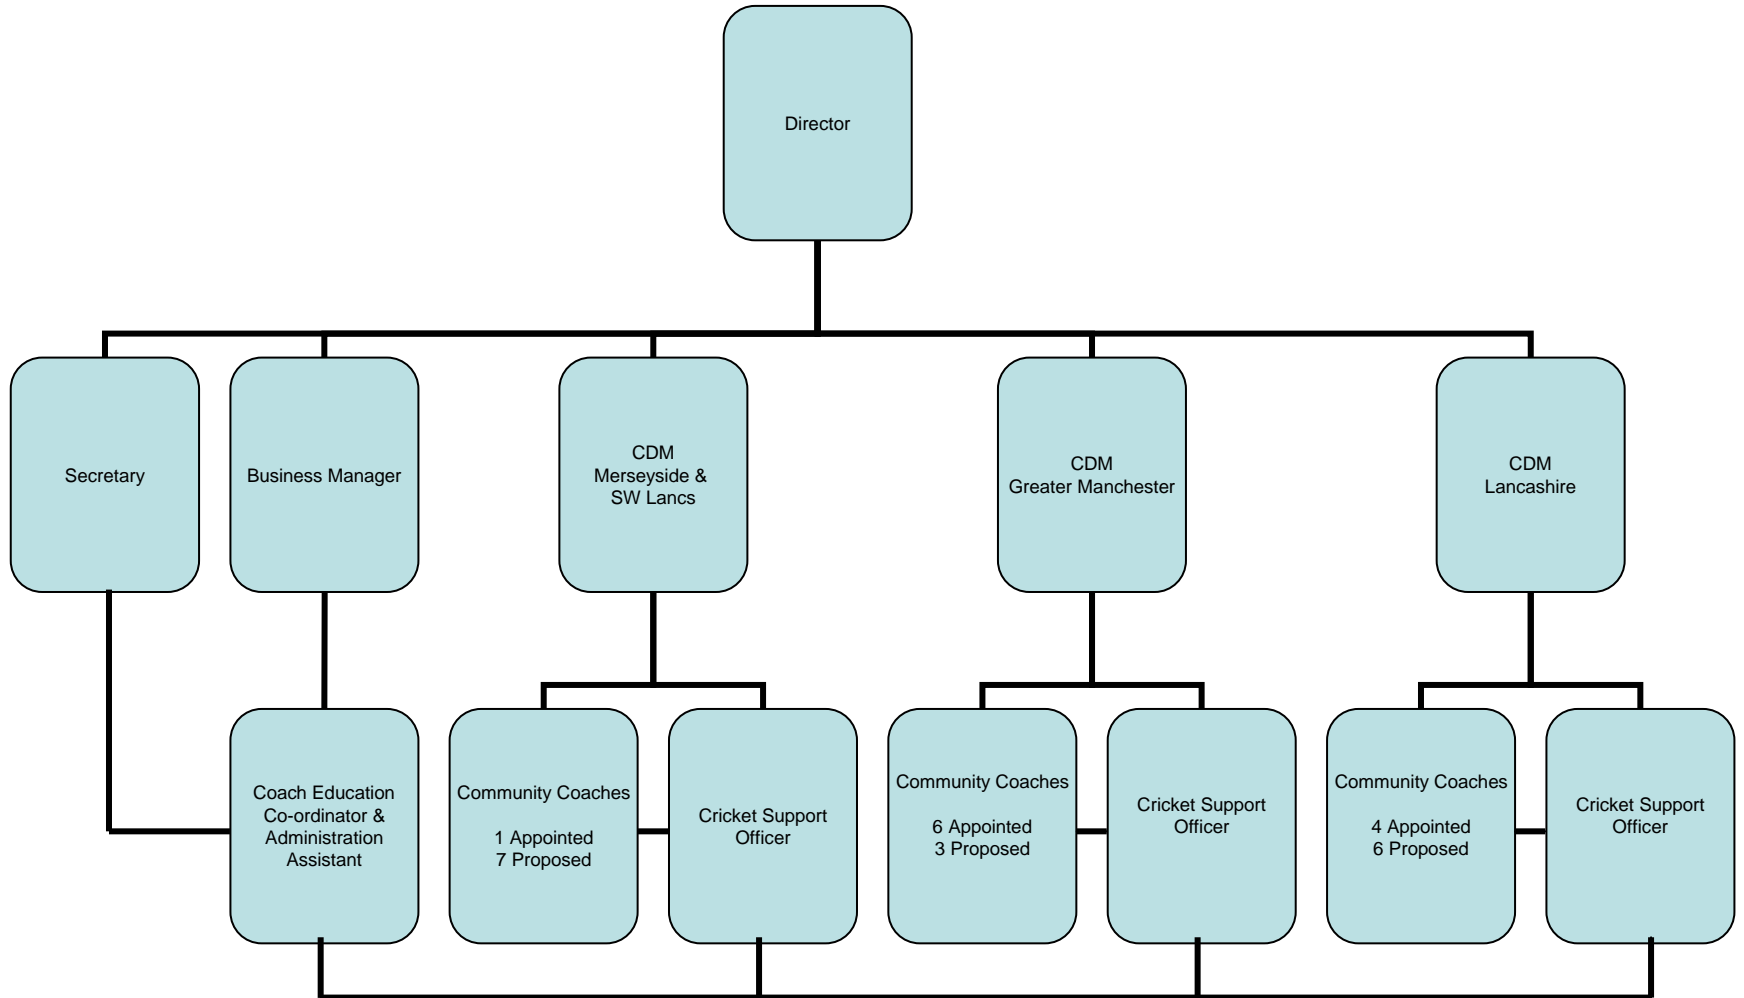 Director
Secretary
Business Manager
CDM
Merseyside &
SW Lancs
CDM
Greater Manchester
CDM
Lancashire
Coach Education
Co-ordinator &
Administration
Assistant
Community Coaches
1 Appointed
7 Proposed
Cricket Support
Officer
Community Coaches
6 Appointed
3 Proposed
Cricket Support
Officer
Community Coaches
4 Appointed
6 Proposed
Cricket Support
Officer